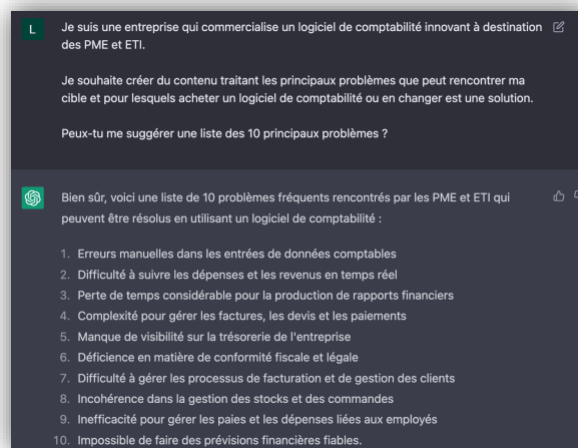 L
Je suis une entreprise qui commercialise un logiciel de comptabilité innovant à destination
des PME et ETI.
Je souhaite créer du contenu traitant les principaux problèmes que peut rencontrer ma
cible et pour lesquels acheter un logiciel de comptabilité ou en changer est une solution.
Peux-tu me suggérer une liste des 10 principaux problèmes ?
Bien sûr, voici une liste de 10 problèmes fréquents rencontrés par les PME et ETI qui
peuvent être résolus en utilisant un logiciel de comptabilité :
1. Erreurs manuelles dans les entrées de données comptables
2. Difficulté à suivre les dépenses et les revenus en temps réel
3. Perte de temps considérable pour la production de rapports financiers
4. Complexité pour gérer les factures, les devis et les paiements
5. Manque de visibilité sur la trésorerie de l'entreprise
6. Déficience en matière de conformité fiscale et légale
7. Difficulté à gérer les processus de facturation et de gestion des clients
8. Incohérence dans la gestion des stocks et des commandes
9. Inefficacité pour gérer les paies et les dépenses liées aux employés
10. Impossible de faire des prévisions financières fiables.